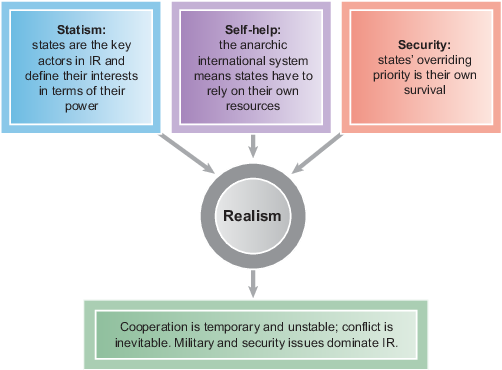 Statism:
states are the key
actors in IR and
define their interests
in terms of their
power
Self-help:
the anarchic
international system
means states have to
rely on their own
resources
Security:
states' overriding
priority is their own
survival
Realism
Cooperation is temporary and unstable; conflict is
inevitable. Military and security issues dominate IR.